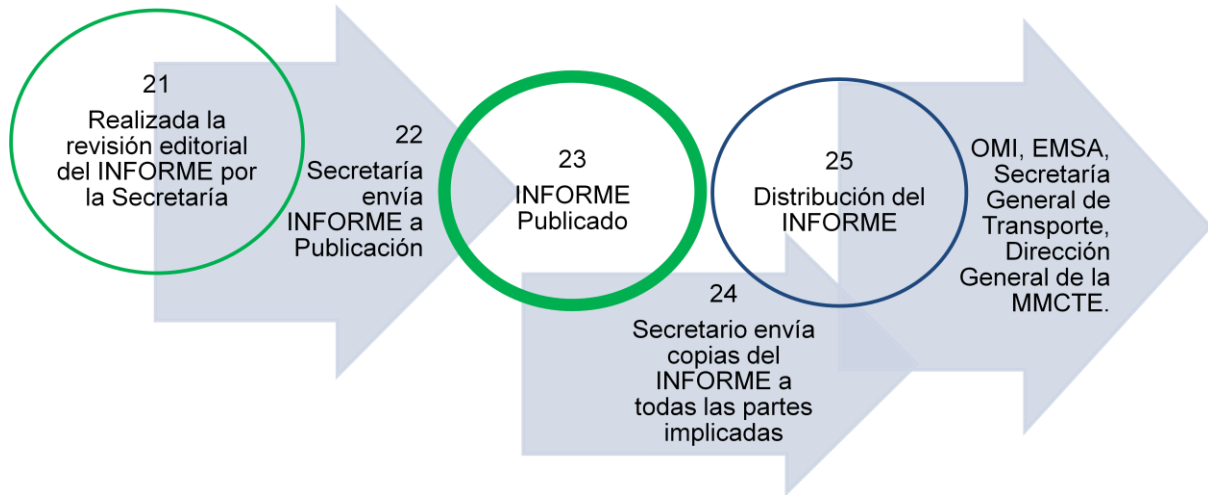 21
Realizada la
revisión editorial
del INFORME por
la Secretaría
22
Secretaría
envía
INFORME a
Publicación
23
INFORME
Publicado
24
Secretario envía
copias del
INFORME a
todas las partes
implicadas
25
Distribución del
INFORME
OMI, EMSA,
Secretaría
General de
Transporte,
Dirección
General de la
MMCTE.